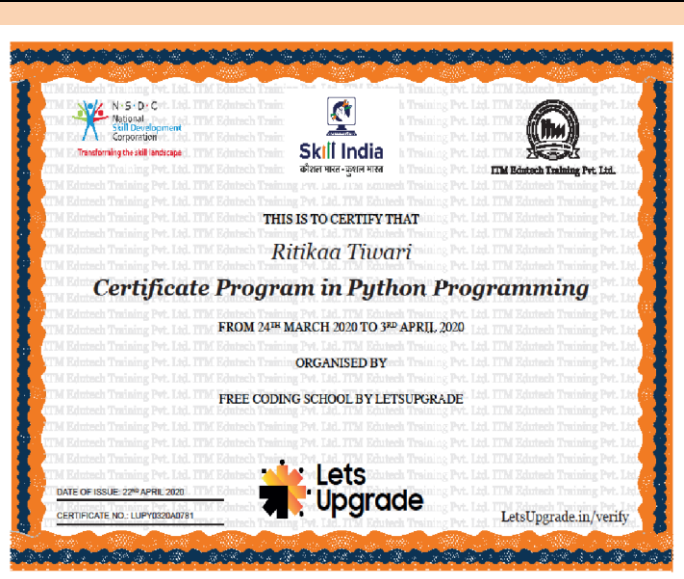 N·S·D·C
National
Skill Development
Corporation
Transforming the skill landscape
Skill India
कौशल भारत - कुशल भारत
ITM Edutech Training Pvt. Ltd.
THIS IS TO CERTIFY THAT
Ritikaa Tiwari
Certificate Program in Python Programming
FROM 24TH MARCH 2020 TO 3RD APRIL 2020
ORGANISED BY
FREE CODING SCHOOL BY LETSUPGRADE
Lets
Upgrade
DATE OF ISSUE: 22ND APRIL 2020
CERTIFICATE NO.: LUPY0320A0781
LetsUpgrade.in/verify